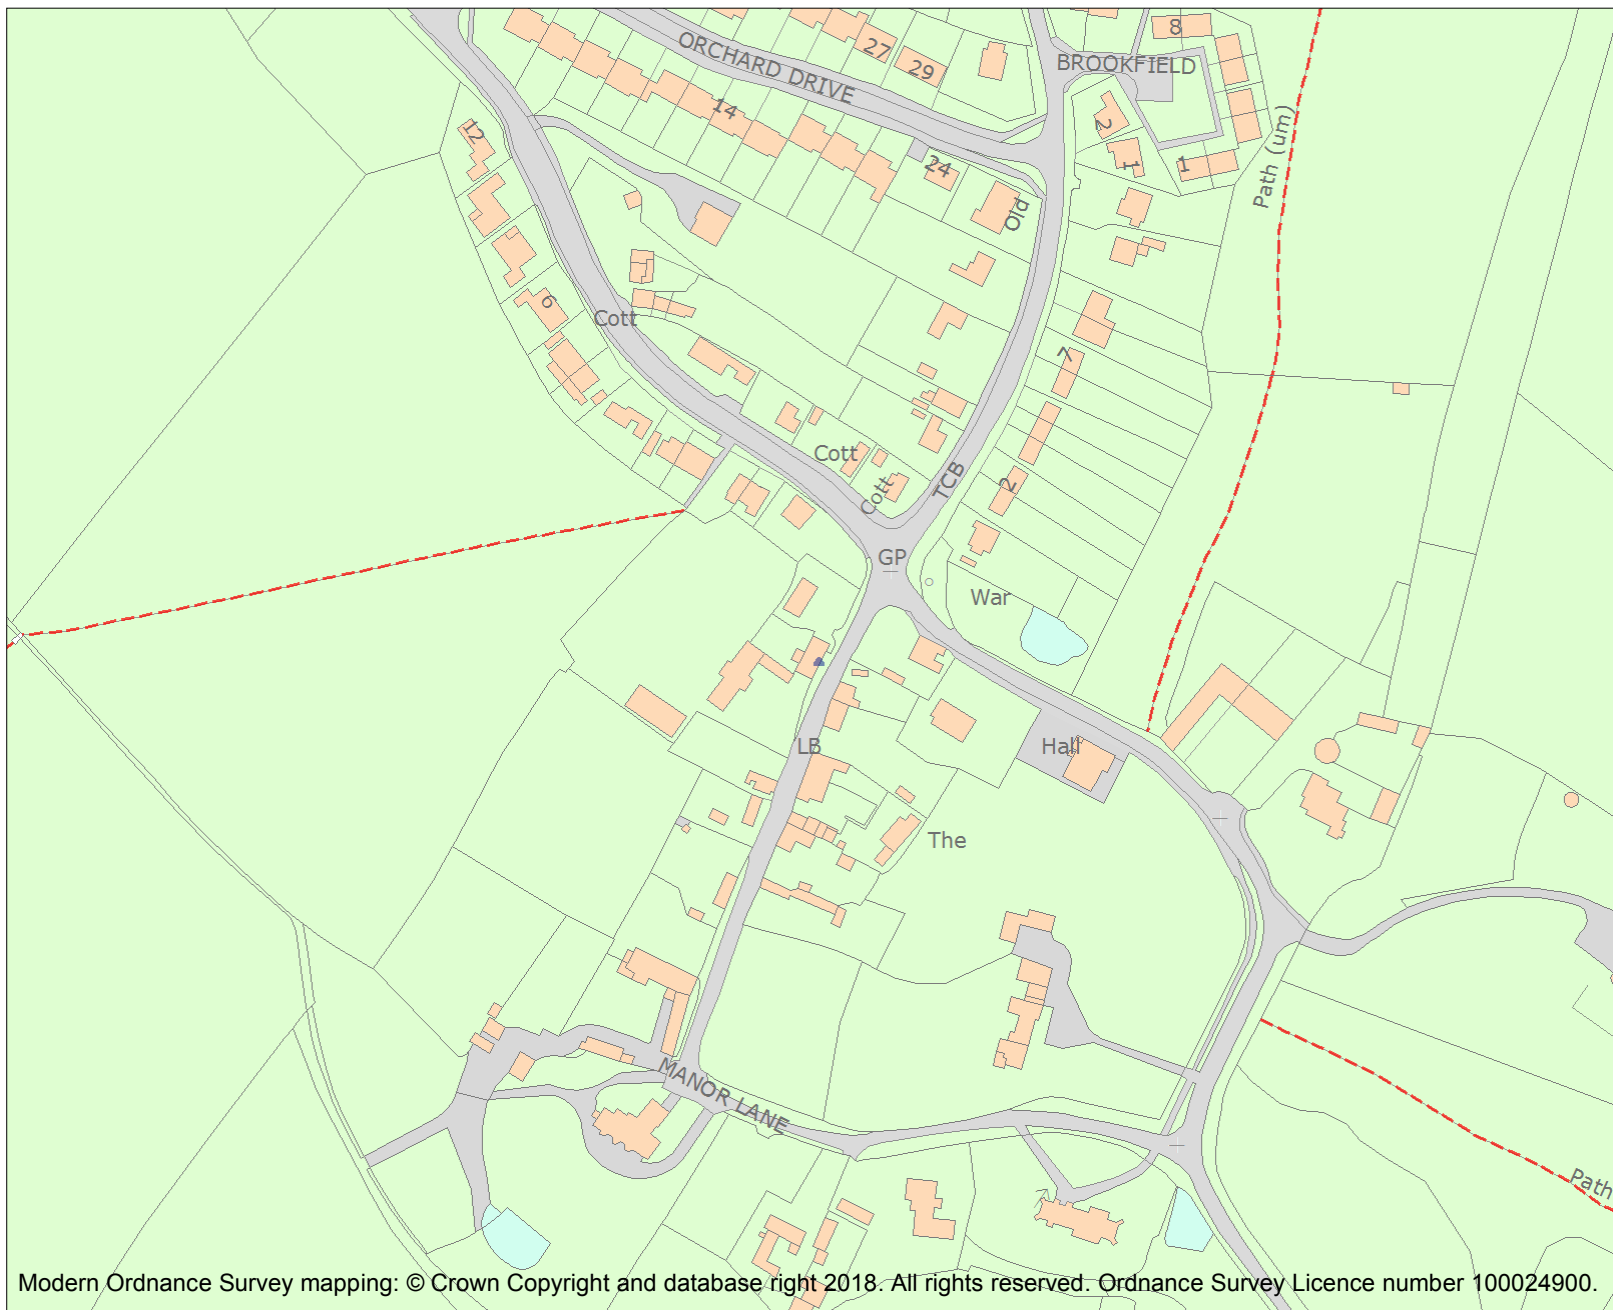 8
27
ORCHARD DRIVE
29
BROOKFIELD
14
12
2
1
1
24
Path (um)
Old
6
Cott
7
Cott
TCB
Cott
2
GP
War
LB
Hall
The
MANOR LANE
Path
Modern Ordnance Survey mapping: © Crown Copyright and database right 2018. All rights reserved. Ordnance Survey Licence number 100024900.